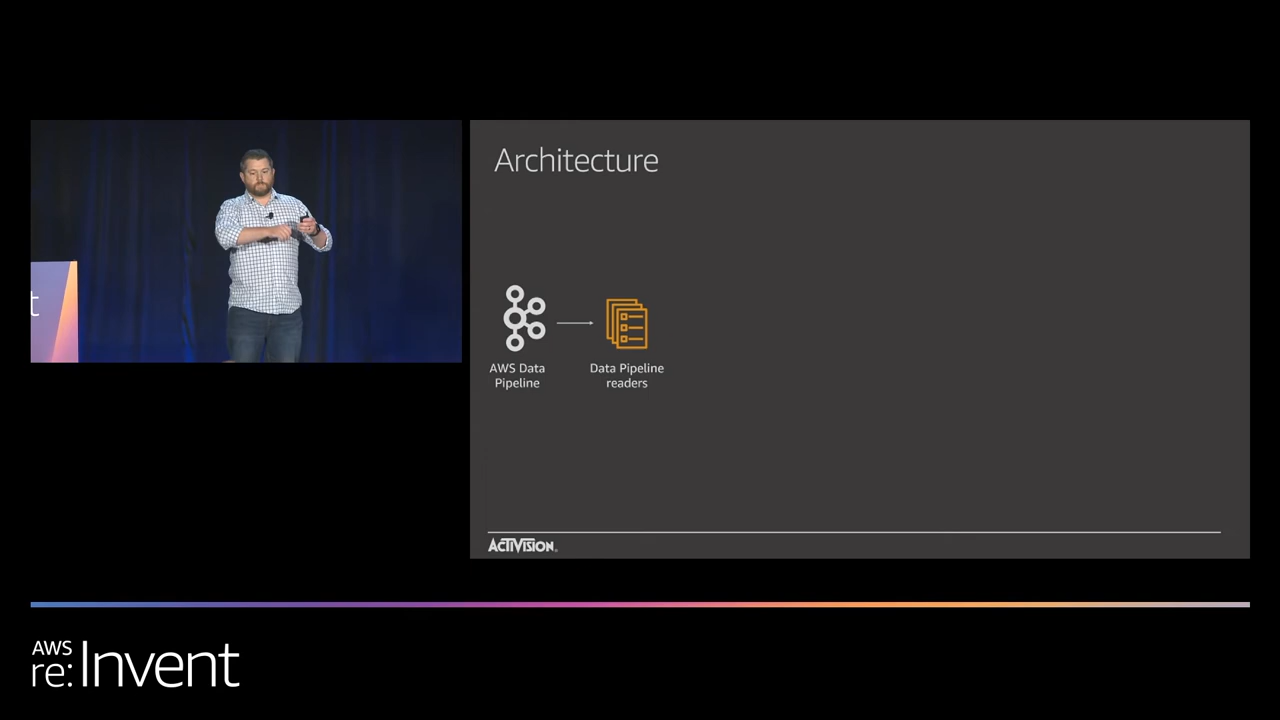 Architecture
AWS Data
Pipeline
Data Pipeline
readers
ACTIVISION
t
AWS
re:Invent